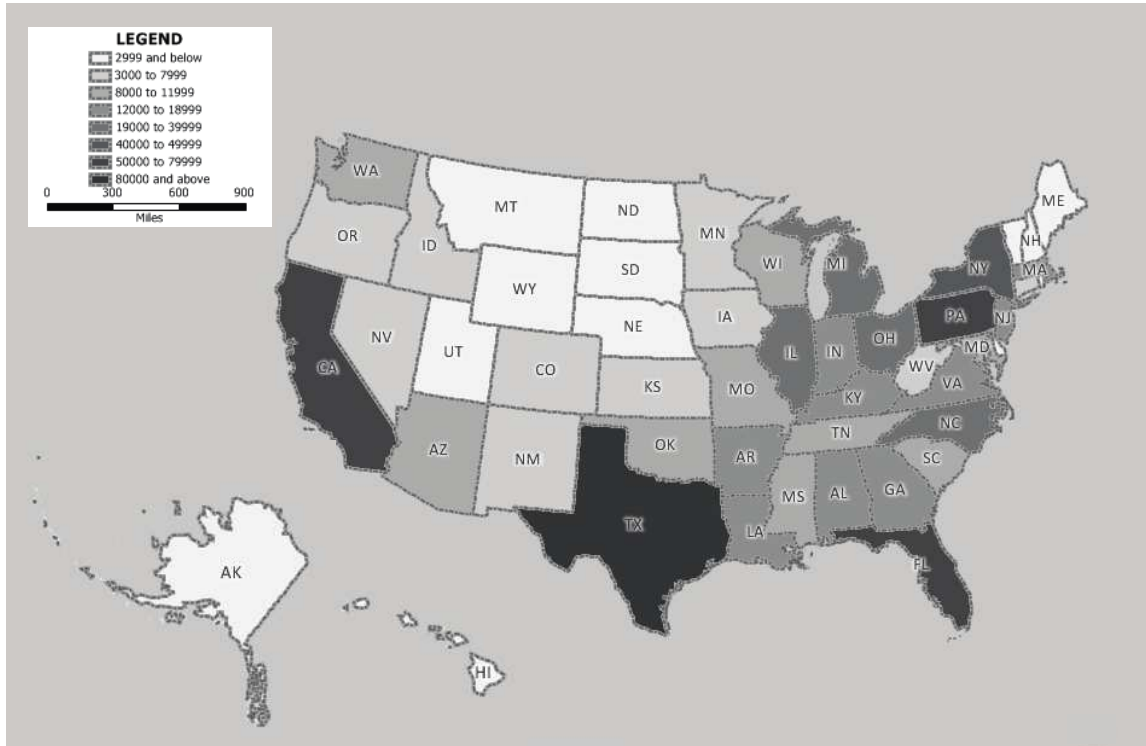 LEGEND
2999 and below
3000 to 7999
8000 to 11999
12000 to 18999
19000 to 39999
40000 to 49999
50000 to 79999
80000 and above
0 300 600 900
Miles
WA
MT
ND
MN
ME
OR
ID
SD
WI
MI
NH
NY
MA
WY
IA
PA
NJ
NE
NV
UT
CO
IL
IN
OH
MD
WV
VA
CA
KS
MO
KY
NC
TN
AZ
NM
OK
AR
SC
MS
AL
GA
TX
LA
FL
AK
HI